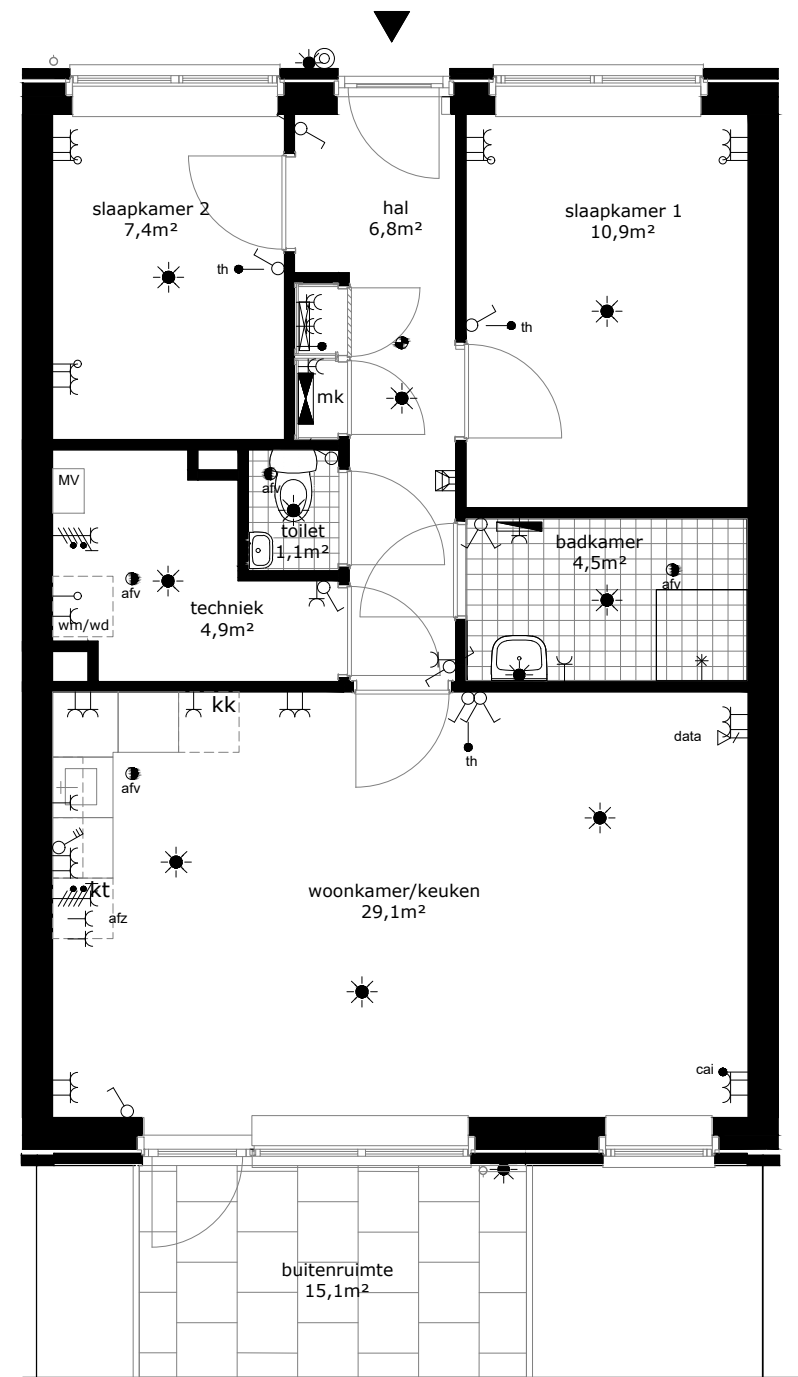 slaapkamer 2
7,4m²
hal
6,8m²
slaapkamer 1
10,9m²
th
th
mk
MV
afv
toilet
1,1m²
badkamer
4,5m²
afv
afv
techniek
4,9m²
wm/wd
kk
data
th
afv
kt
afz
woonkamer/keuken
29,1m²
cai
buitenruimte
15,1m²